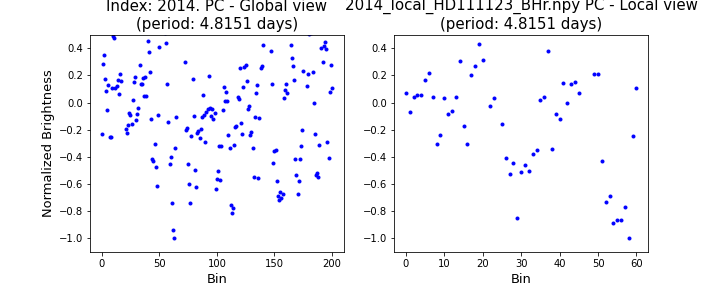 Index: 2014. PC - Global view
(period: 4.8151 days)
2014_local_HD111123_BHr.npy PC - Local view
(period: 4.8151 days)
Normalized Brightness
0.4
0.2
0.0
−0.2
−0.4
−0.6
−0.8
−1.0
0 50 100 150 200
Bin
0.4
0.2
0.0
−0.2
−0.4
−0.6
−0.8
−1.0
0 10 20 30 40 50 60
Bin